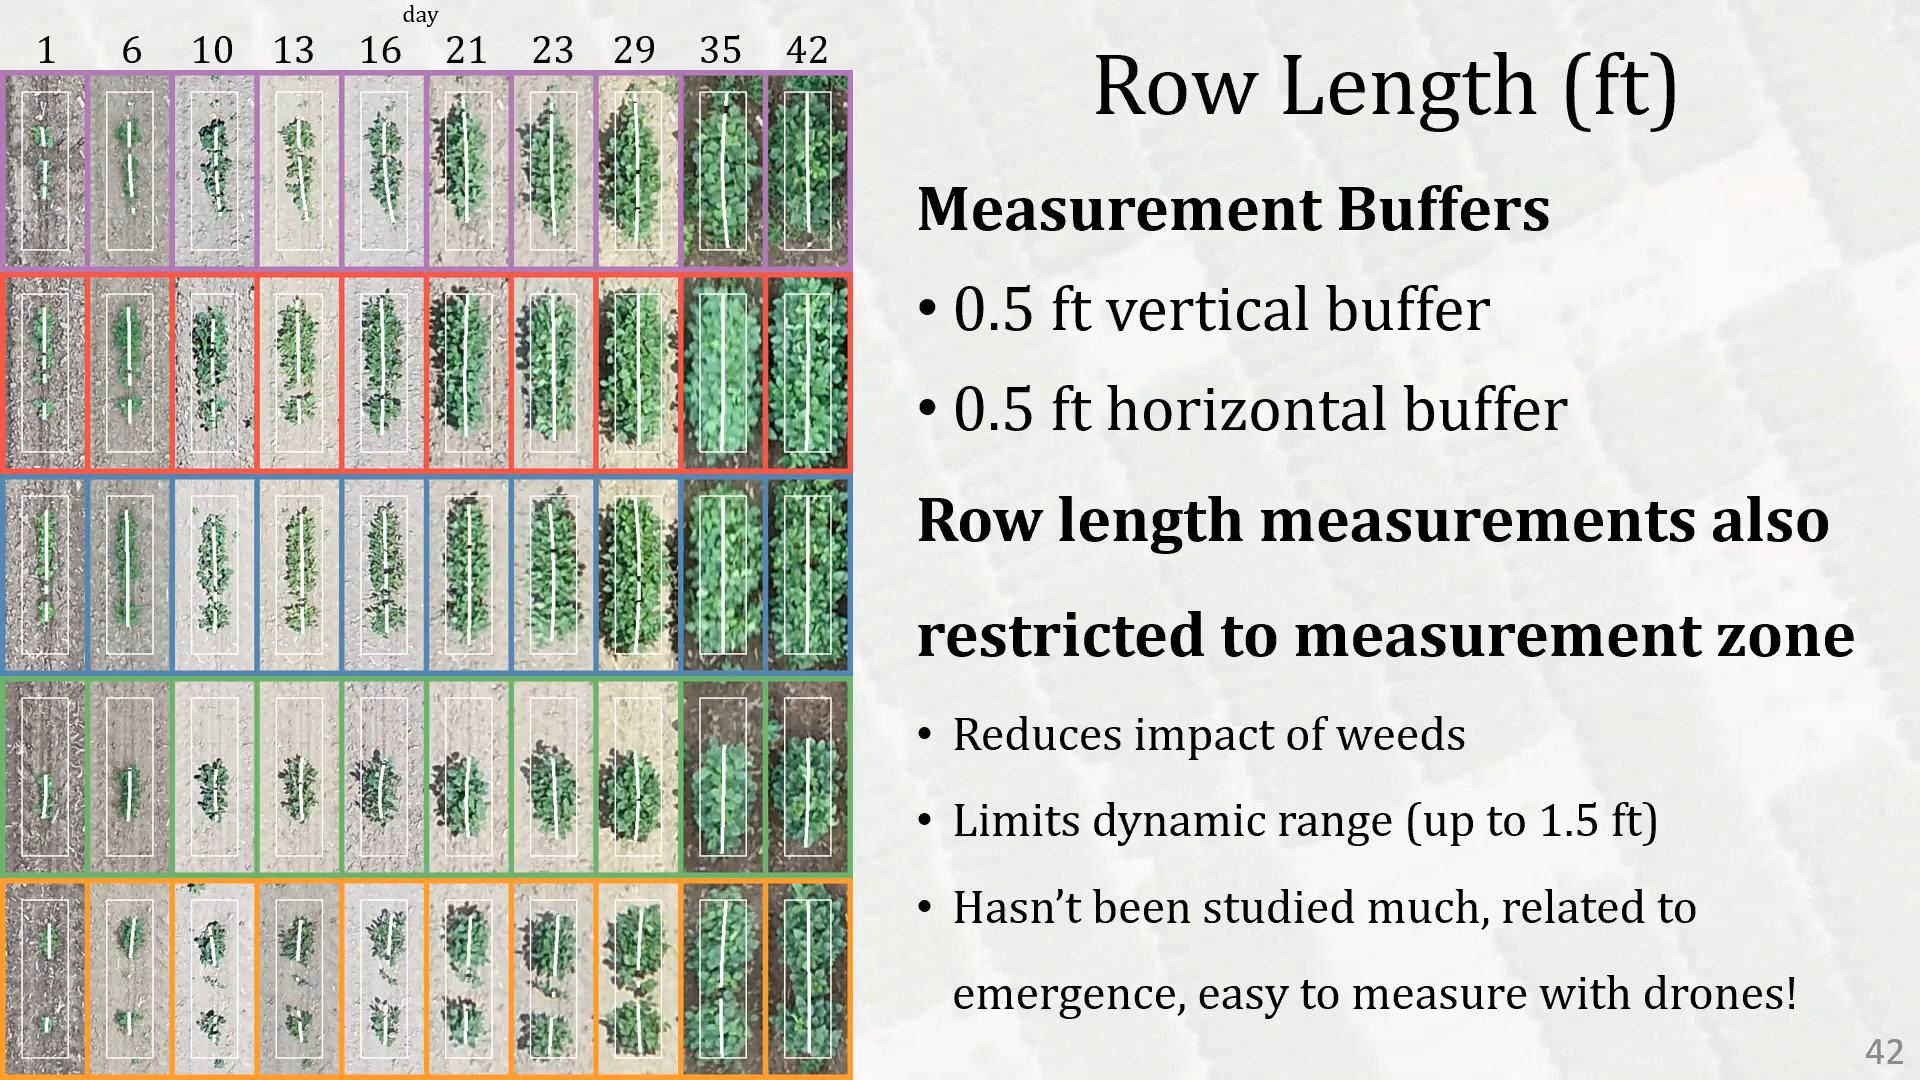 day
1 6 10 13 16 21 23 29 35 42
Row Length (ft)
Measurement Buffers
• 0.5 ft vertical buffer
• 0.5 ft horizontal buffer
Row length measurements also
restricted to measurement zone
• Reduces impact of weeds
• Limits dynamic range (up to 1.5 ft)
• Hasn’t been studied much, related to
emergence, easy to measure with drones!
42